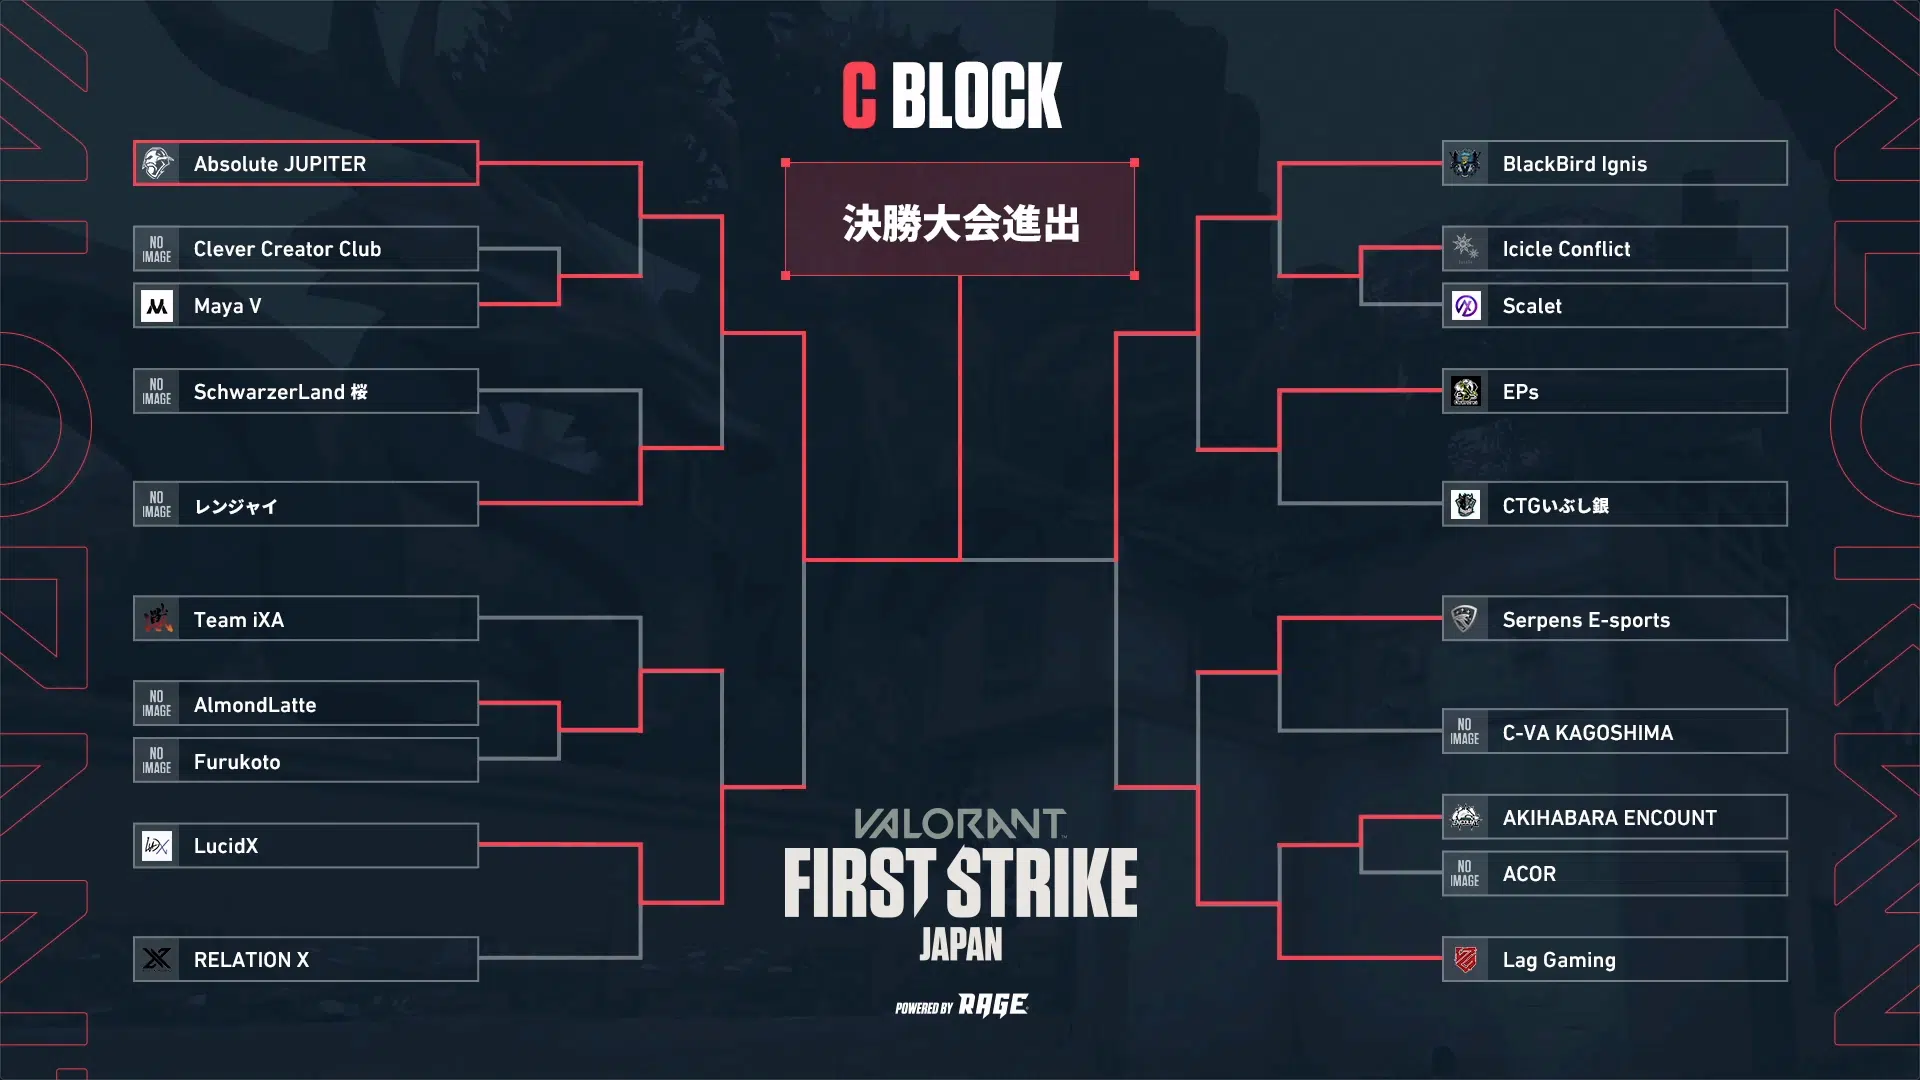 C BLOCK
決勝大会進出
Absolute JUPITER
NO IMAGE
Clever Creator Club
Maya V
NO IMAGE
SchwarzerLand 桜
NO IMAGE
レンジャイ
Team iXA
NO IMAGE
AlmondLatte
NO IMAGE
Furukoto
LucidX
RELATION X
BlackBird Ignis
Icicle Conflict
Scalet
EPs
CTGいぶし銀
Serpens E-sports
NO IMAGE
C-VA KAGOSHIMA
AKIHABARA ENCOUNT
NO IMAGE
ACOR
Lag Gaming
VALORANT
FIRST STRIKE
JAPAN
POWERED BY RAGE